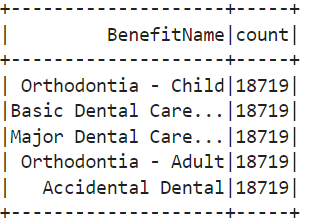 +--------------------+-----+
|         BenefitName|count|
+--------------------+-----+
| Orthodontia - Child|18719|
|Basic Dental Care...|18719|
|Major Dental Care...|18719|
| Orthodontia - Adult|18719|
|   Accidental Dental|18719|
+--------------------+-----+